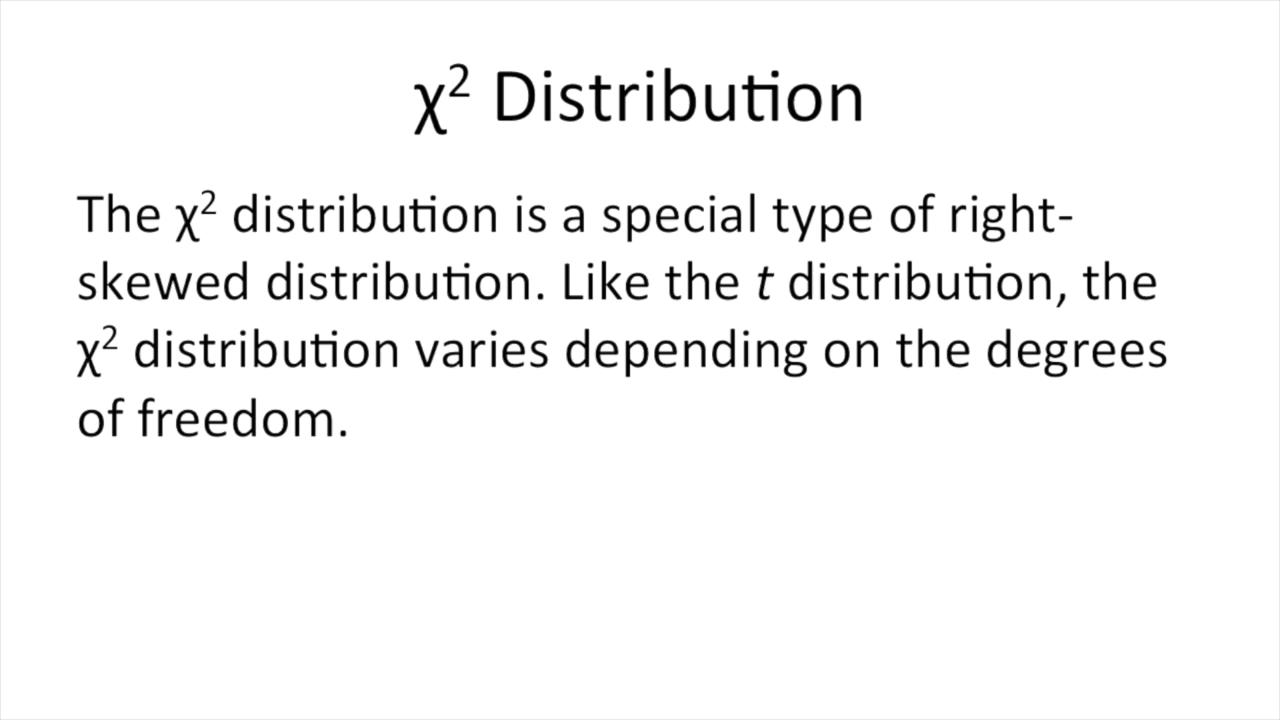 χ² Distribution
The χ² distribution is a special type of right-
skewed distribution. Like the t distribution, the
χ² distribution varies depending on the degrees
of freedom.